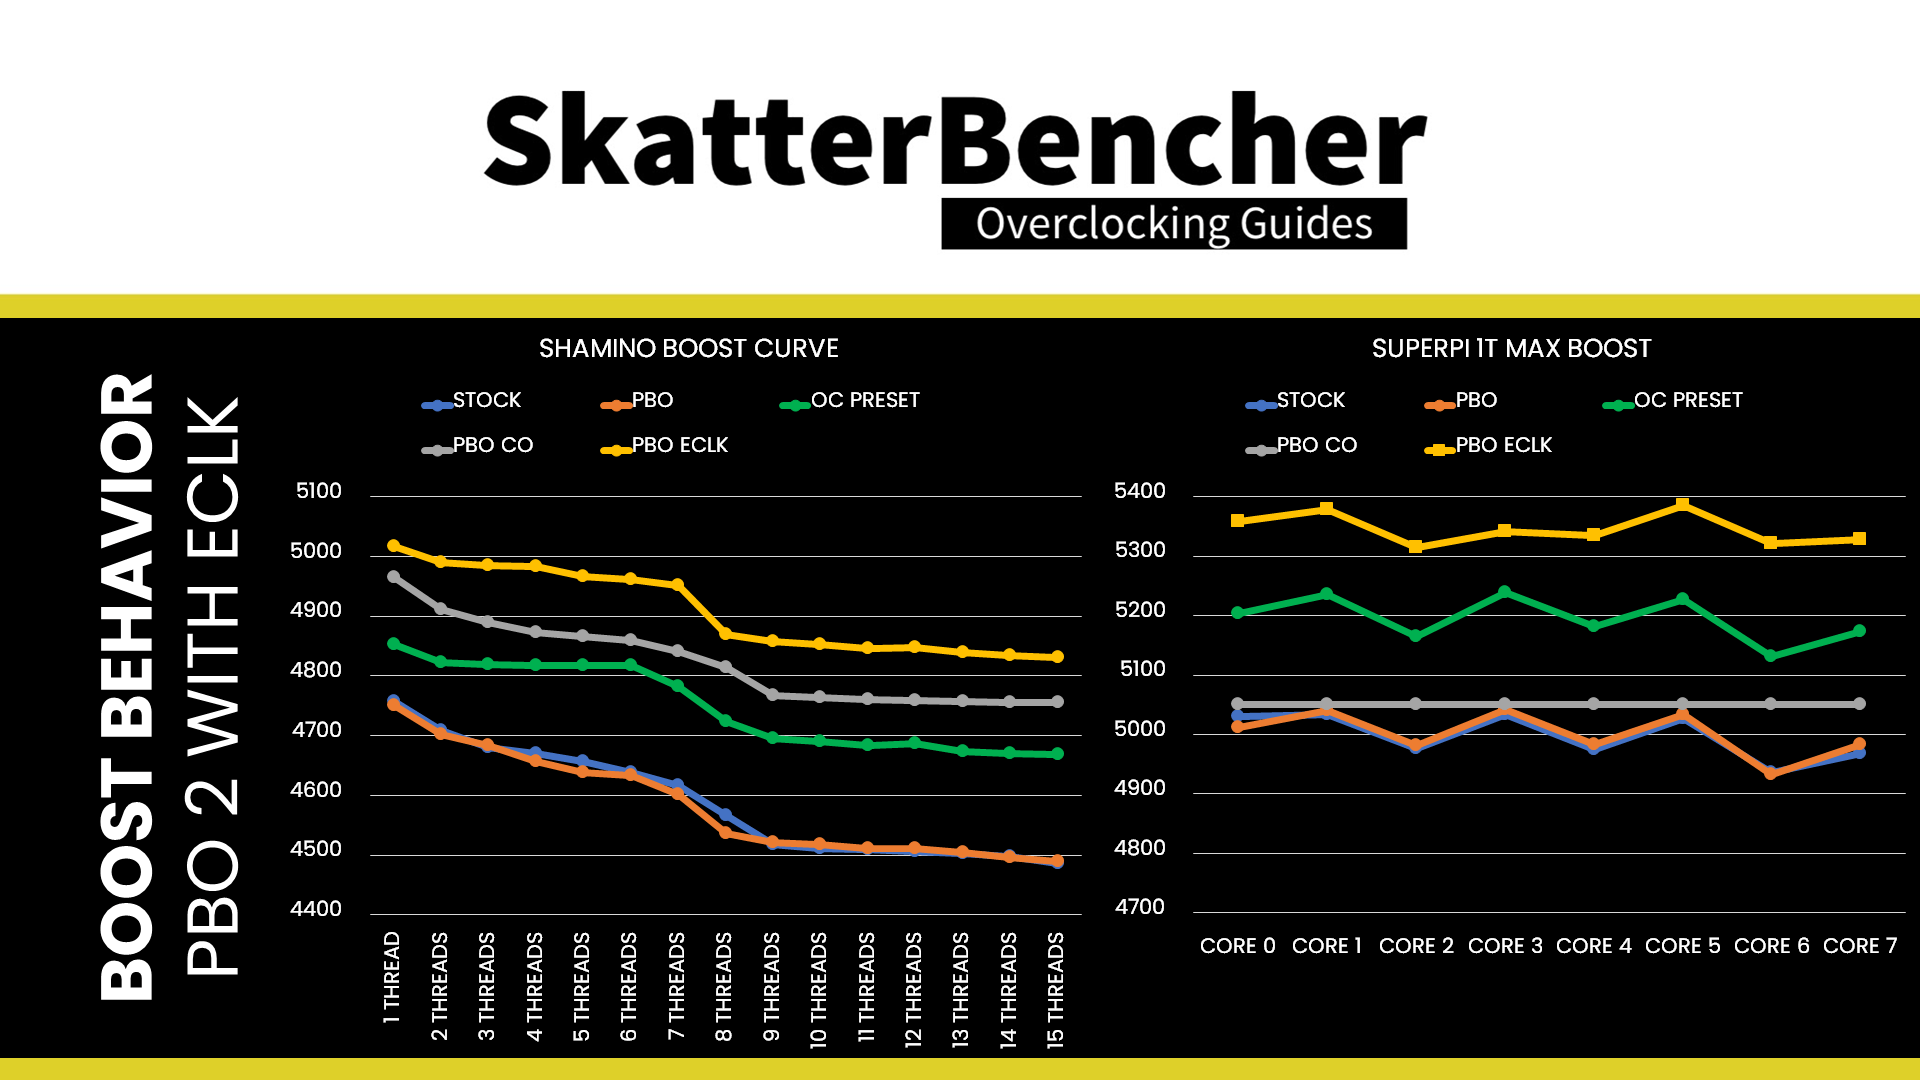 SkatterBencher
Overclocking Guides
BOOST BEHAVIOR
PBO 2 WITH ECLK
SHAMINO BOOST CURVE
STOCK PBO OC PRESET
PBO CO PBO ECLK
5100
5000
4900
4800
4700
4600
4500
4400
1 THREAD
2 THREADS
3 THREADS
4 THREADS
5 THREADS
6 THREADS
7 THREADS
8 THREADS
9 THREADS
10 THREADS
11 THREADS
12 THREADS
13 THREADS
14 THREADS
15 THREADS
SUPERPI 1T MAX BOOST
STOCK PBO OC PRESET
PBO CO PBO ECLK
5400
5300
5200
5100
5000
4900
4800
4700
CORE 0 CORE 1 CORE 2 CORE 3 CORE 4 CORE 5 CORE 6 CORE 7